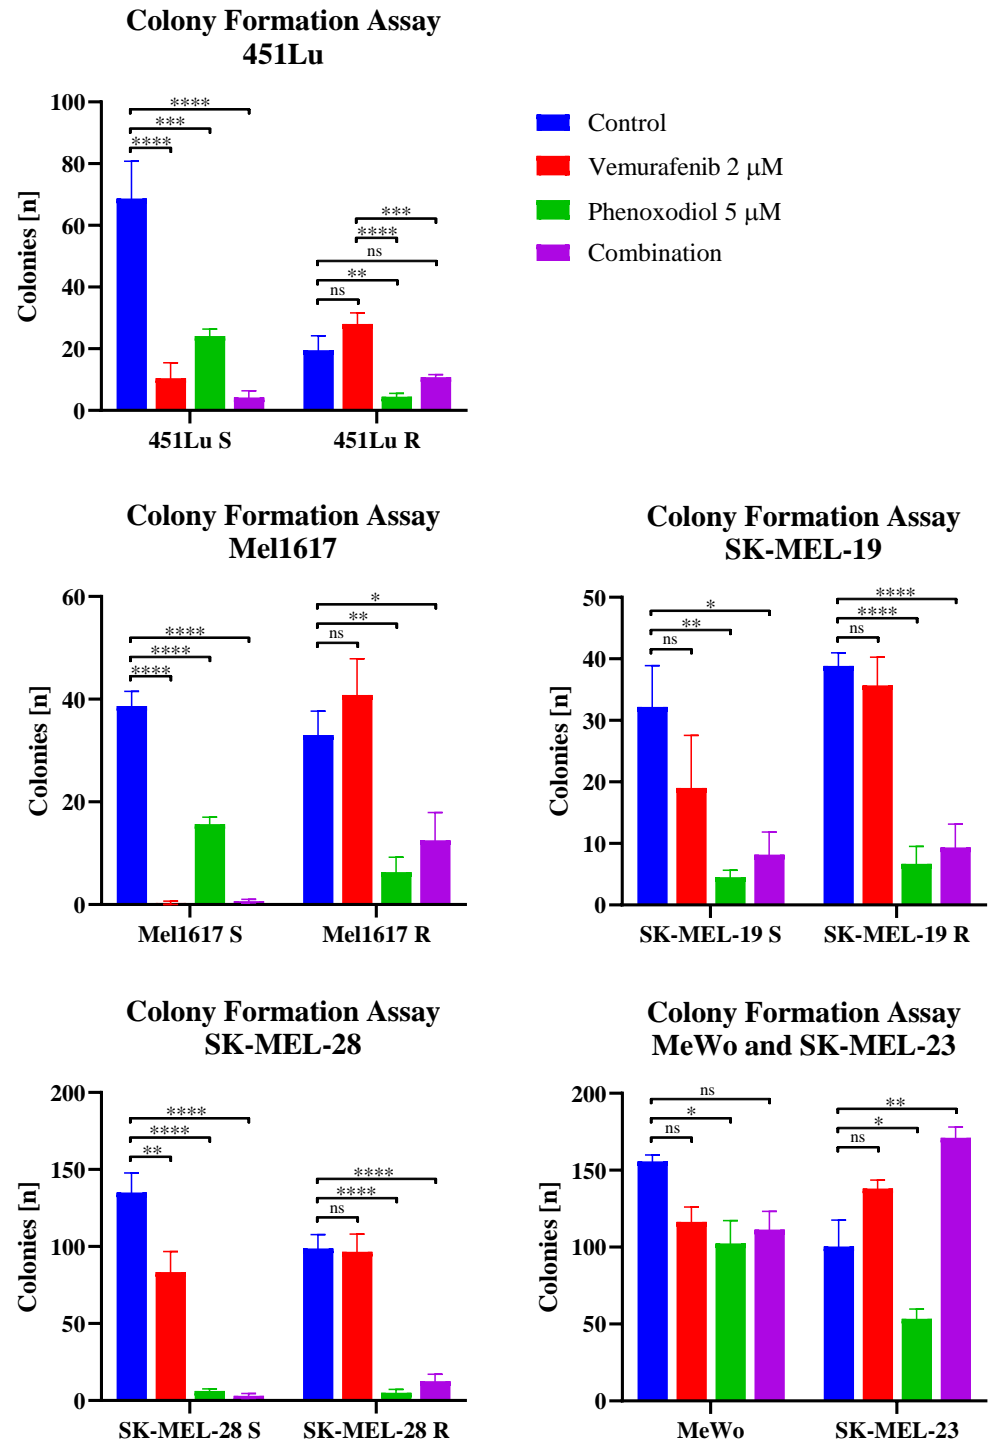 Colony Formation Assay
451Lu
Colonies [n]
100
80
60
40
20
0
****
***
****
***
****
ns
**
ns
451Lu S
451Lu R
Control
Vemurafenib 2 μM
Phenoxodiol 5 μM
Combination
Colony Formation Assay
Mel1617
Colonies [n]
60
40
20
0
****
****
****
*
**
ns
Mel1617 S
Mel1617 R
Colony Formation Assay
SK-MEL-19
Colonies [n]
50
40
30
20
10
0
*
**
ns
****
****
ns
SK-MEL-19 S
SK-MEL-19 R
Colony Formation Assay
SK-MEL-28
Colonies [n]
200
150
100
50
0
****
****
**
****
****
ns
SK-MEL-28 S
SK-MEL-28 R
Colony Formation Assay
MeWo and SK-MEL-23
Colonies [n]
200
150
100
50
0
ns
*
ns
**
*
ns
MeWo
SK-MEL-23